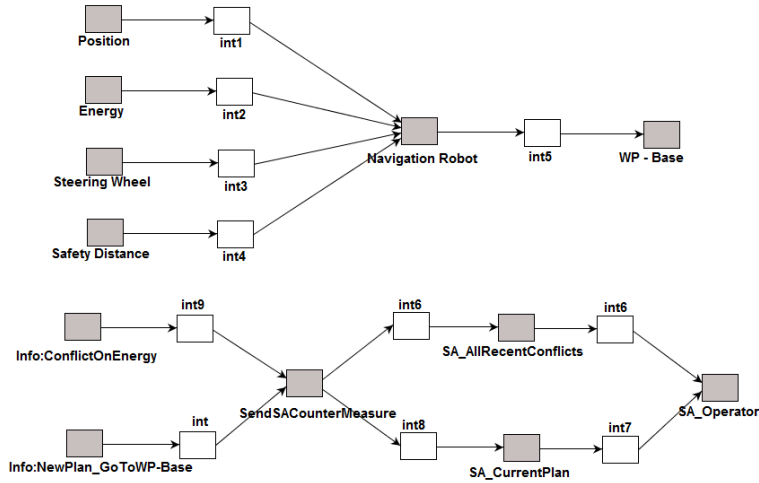 Position
int1
Energy
int2
Navigation Robot
int5
WP - Base
Steering Wheel
int3
Safety Distance
int4
int9
int6
int6
Info:ConflictOnEnergy
SA_AllRecentConflicts
SendSACounterMeasure
SA_Operator
int
int8
int7
Info:NewPlan_GoToWP-Base
SA_CurrentPlan